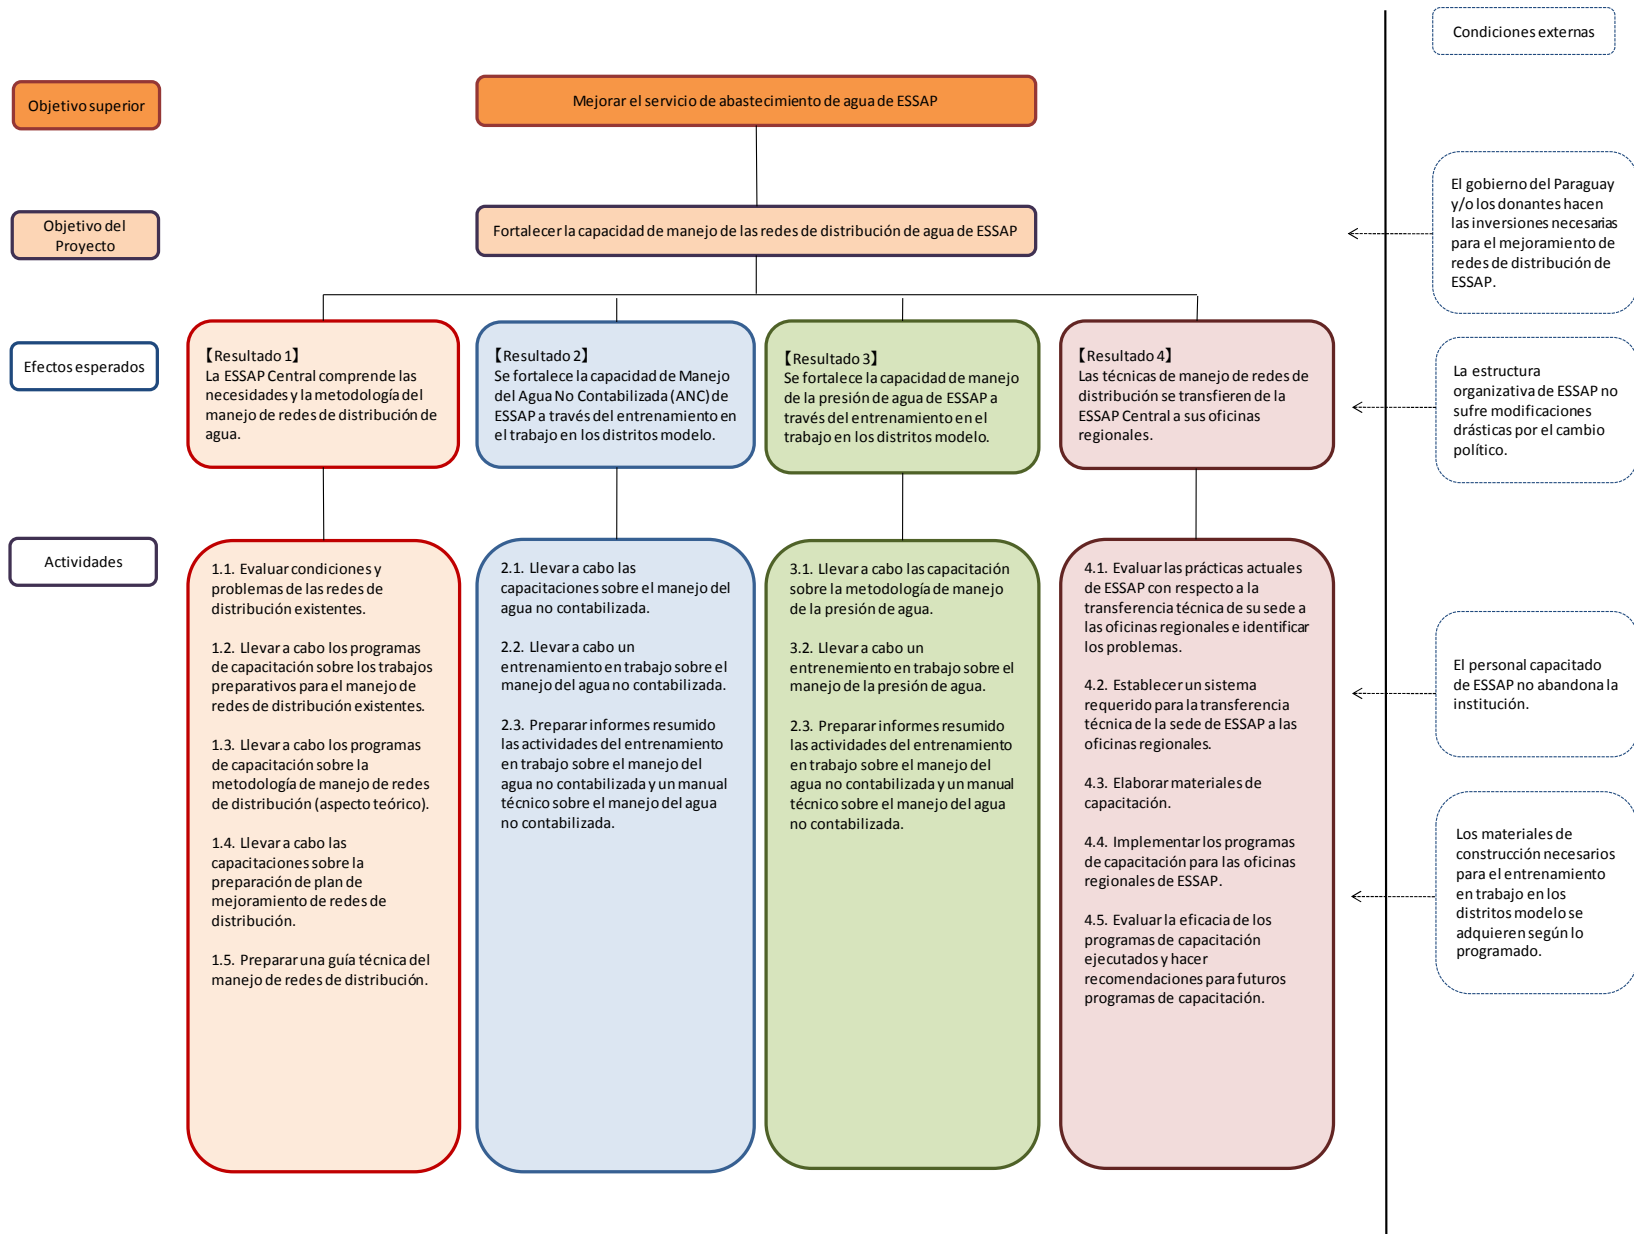 Condiciones externas
Objetivo superior
Mejorar el servicio de abastecimiento de agua de ESSAP
El gobierno del Paraguay
y/o los donantes hacen
las inversiones necesarias
para el mejoramiento de
redes de distribución de
ESSAP.
Objetivo del
Proyecto
Fortalecer la capacidad de manejo de las redes de distribución de agua de ESSAP
Efectos esperados
【Resultado 1】
La ESSAP Central comprende las
necesidades y la metodología del
manejo de redes de distribución de
agua.
【Resultado 2】
Se fortalece la capacidad de Manejo
del Agua No Contabilizada (ANC) de
ESSAP a través del entrenamiento en
el trabajo en los distritos modelo.
【Resultado 3】
Se fortalece la capacidad de manejo
de la presión de agua de ESSAP a
través del entrenamiento en el
trabajo en los distritos modelo.
【Resultado 4】
Las técnicas de manejo de redes de
distribución se transfieren de la
ESSAP Central a sus oficinas
regionales.
La estructura
organizativa de ESSAP no
sufre modificaciones
drásticas por el cambio
político.
Actividades
1.1. Evaluar condiciones y
problemas de las redes de
distribución existentes.
1.2. Llevar a cabo los programas
de capacitación sobre los trabajos
preparativos para el manejo de
redes de distribución existentes.
1.3. Llevar a cabo los programas
de capacitación sobre la
metodología de manejo de redes
de distribución (aspecto teórico).
1.4. Llevar a cabo las
capacitaciones sobre la
preparación de plan de
mejoramiento de redes de
distribución.
1.5. Preparar una guía técnica del
manejo de redes de distribución.
2.1. Llevar a cabo las
capacitaciones sobre el manejo del
agua no contabilizada.
2.2. Llevar a cabo un
entrenamiento en trabajo sobre el
manejo del agua no contabilizada.
2.3. Preparar informes resumido
las actividades del entrenamiento
en trabajo sobre el manejo del
agua no contabilizada y un manual
técnico sobre el manejo del agua
no contabilizada.
3.1. Llevar a cabo las capacitación
sobre la metodología de manejo
de la presión de agua.
3.2. Llevar a cabo un
entrenemiento en trabajo sobre el
manejo de la presión de agua.
2.3. Preparar informes resumido
las actividades del entrenamiento
en trabajo sobre el manejo del
agua no contabilizada y un manual
técnico sobre el manejo del agua
no contabilizada.
4.1. Evaluar las prácticas actuales
de ESSAP con respecto a la
transferencia técnica de su sede a
las oficinas regionales e identificar
los problemas.
4.2. Establecer un sistema
requerido para la transferencia
técnica de la sede de ESSAP a las
oficinas regionales.
4.3. Elaborar materiales de
capacitación.
4.4. Implementar los programas
de capacitación para las oficinas
regionales de ESSAP.
4.5. Evaluar la eficacia de los
programas de capacitación
ejecutados y hacer
recomendaciones para futuros
programas de capacitación.
El personal capacitado
de ESSAP no abandona la
institución.
Los materiales de
construcción necesarios
para el entrenamiento
en trabajo en los
distritos modelo se
adquieren según lo
programado.